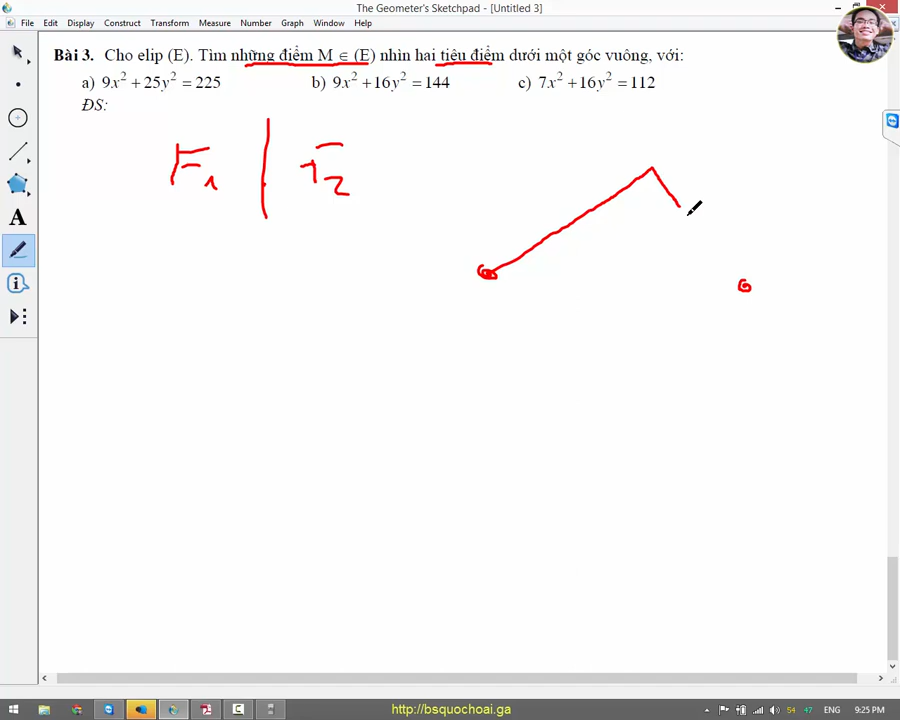 The Geometer's Sketchpad - [Untitled 3]
File Edit Display Construct Transform Measure Number Graph Window Help
Bài 3. Cho elip (E). Tìm những điểm M ∈ (E) nhìn hai tiêu điểm dưới một góc vuông, với:
a) 9x² + 25y² = 225 b) 9x² + 16y² = 144 c) 7x² + 16y² = 112
ĐS:
F₁ F₂
http://bsquochoai.ga
54 47 ENG 9:25 PM